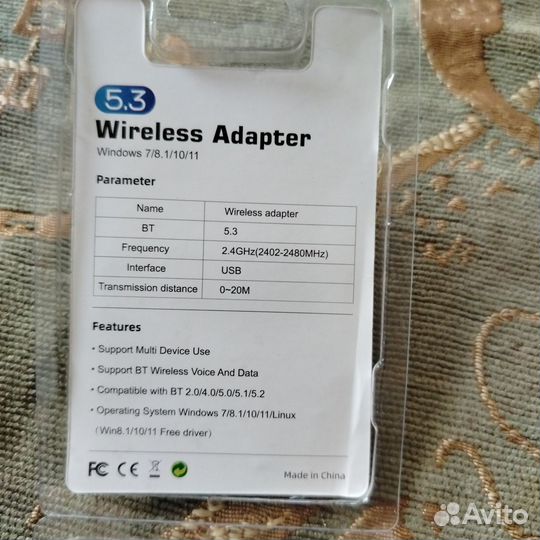 5.3
Wireless Adapter
Windows 7/8.1/10/11
Parameter
Name Wireless adapter
BT 5.3
Frequency 2.4GHz(2402-2480MHz)
Interface USB
Transmission distance 0~20M
Features
· Support Multi Device Use
· Support BT Wireless Voice And Data
· Compatible with BT 2.0/4.0/5.0/5.1/5.2
· Operating System Windows 7/8.1/10/11/Linux
（Win8.1/10/11 Free driver）
FC CE
Made in China
Avito